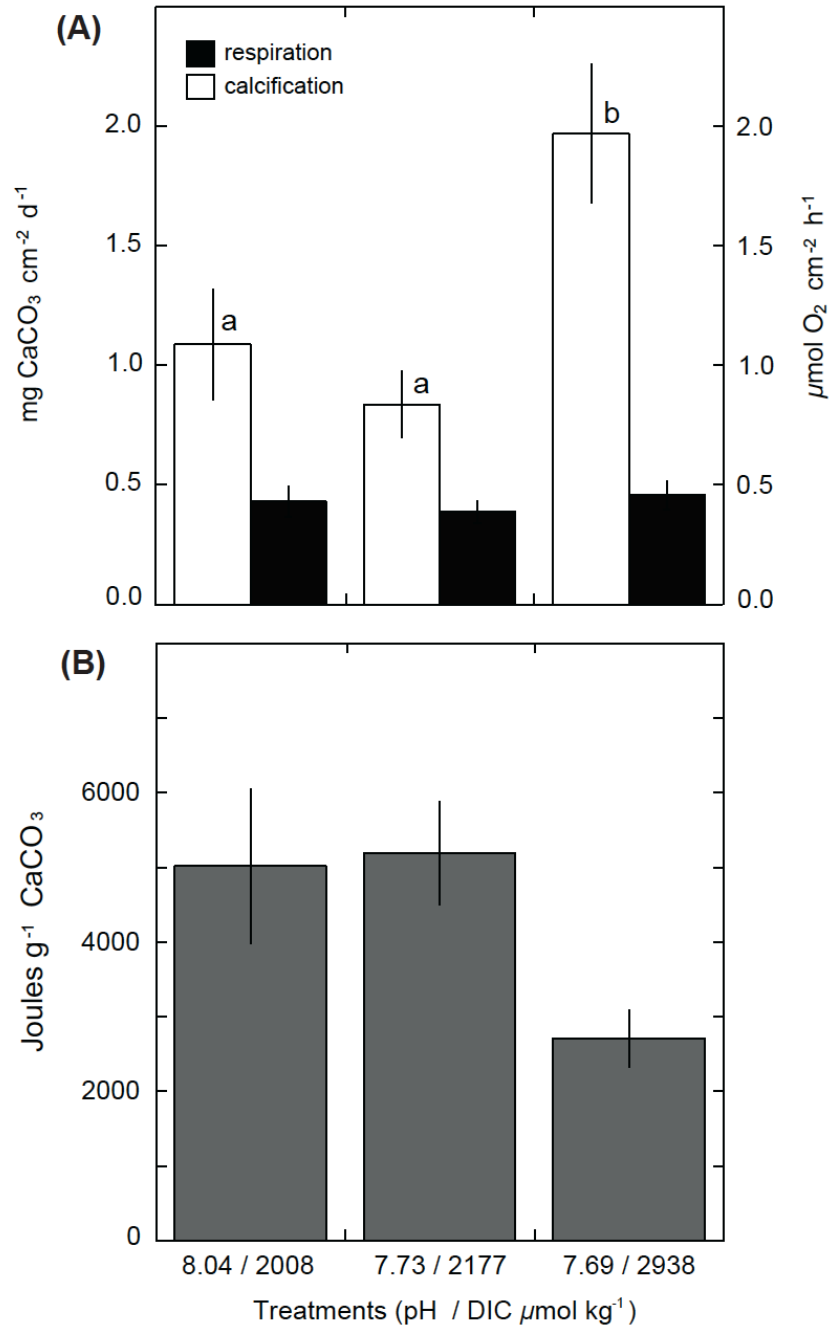 (A)
respiration
calcification
2.0
1.5
1.0
0.5
0.0
mg CaCO₃ cm⁻² d⁻¹
a
a
b
2.0
1.5
1.0
0.5
0.0
µmol O₂ cm⁻² h⁻¹
(B)
6000
4000
2000
0
Joules g⁻¹ CaCO₃
8.04 / 2008 7.73 / 2177 7.69 / 2938
Treatments (pH / DIC µmol kg⁻¹)